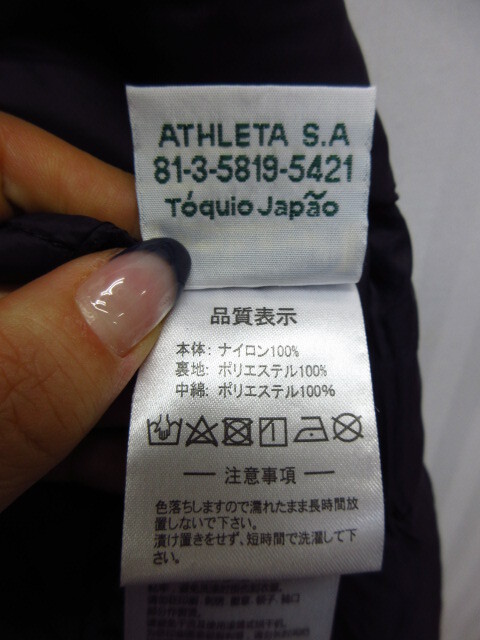 ATHLETA S.A
81-3-5819-5421
Tóquio Japão
品質表示
本体: ナイロン100%
裏地: ポリエステル100%
中綿: ポリエステル100%
注意事項
色落ちしますので濡れたまま長時間放
置しないで下さい。
漬け置きをせず、短時間で洗濯して下
さい。